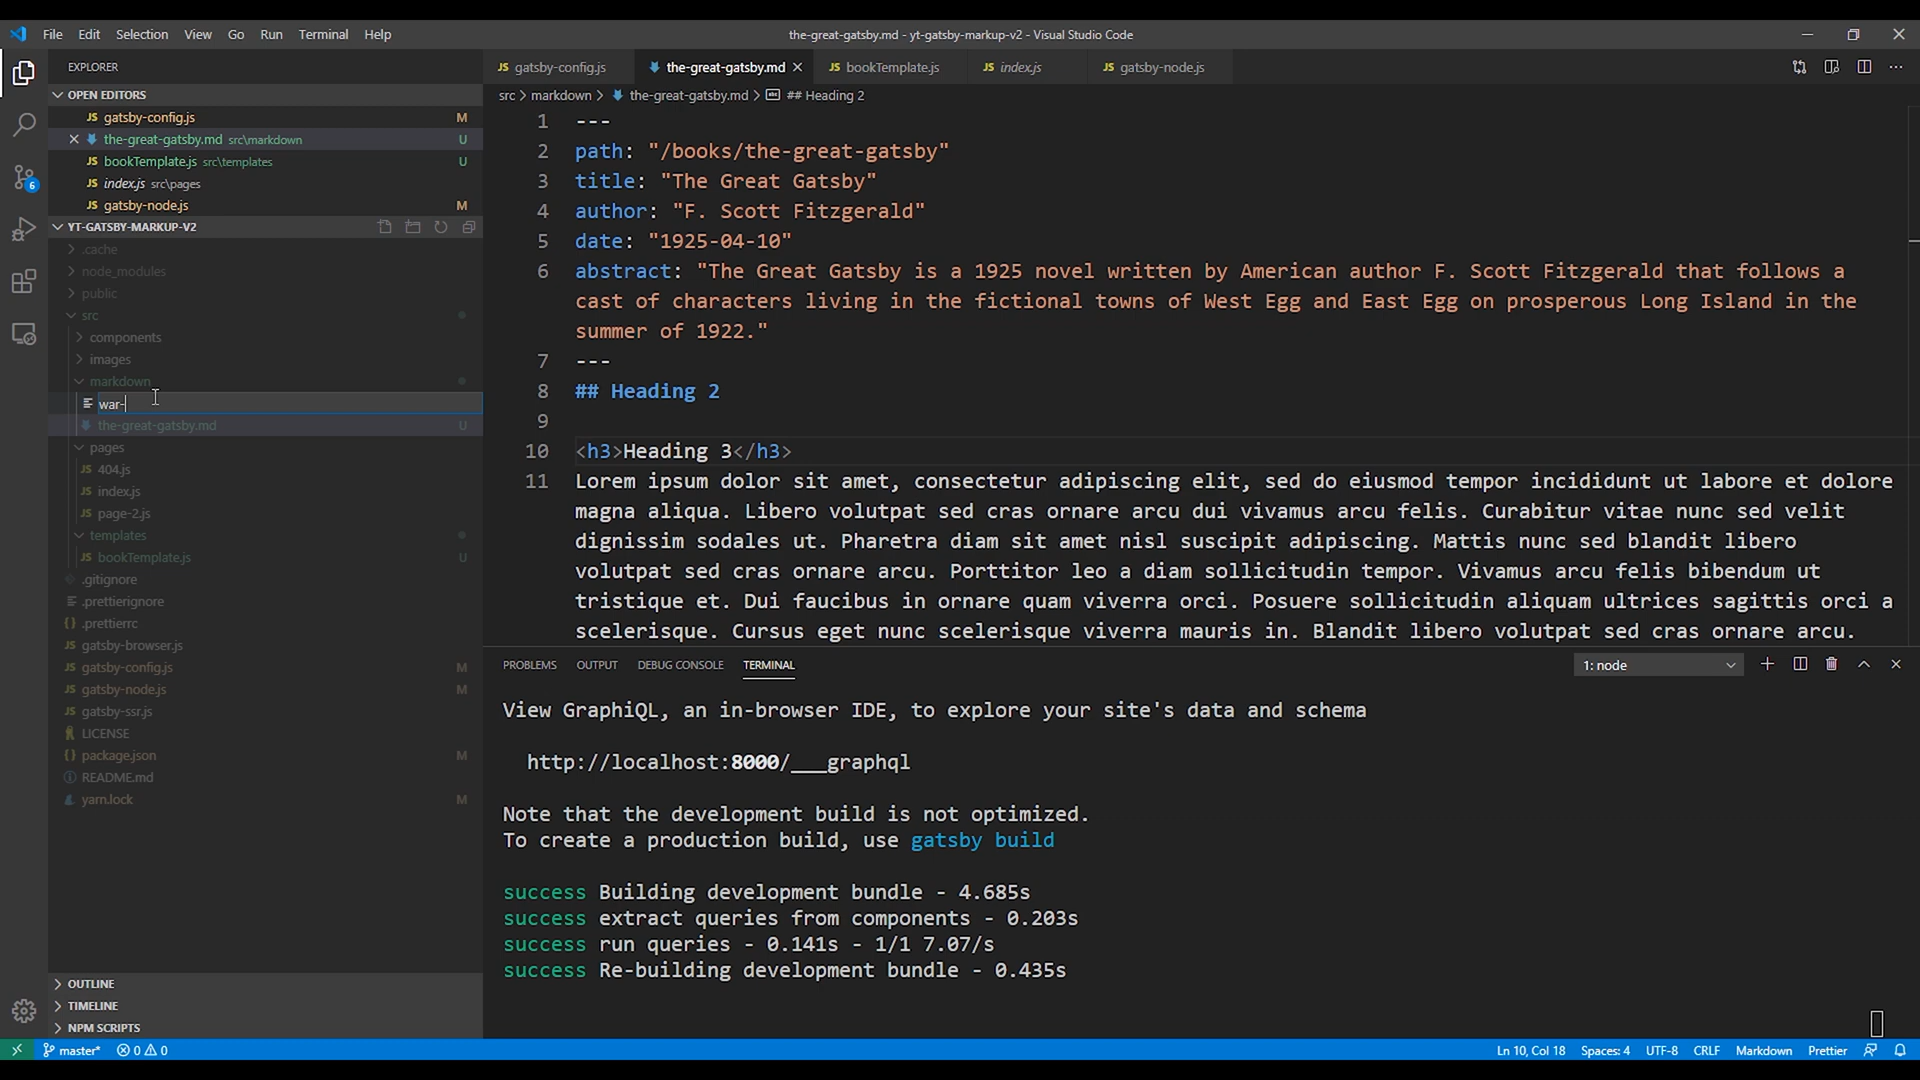 File Edit Selection View Go Run Terminal Help
the-great-gatsby.md - yt-gatsby-markup-v2 - Visual Studio Code
EXPLORER
OPEN EDITORS
JS gatsby-config.js M
the-great-gatsby.md src\markdown U
JS bookTemplate.js src\templates U
JS index.js src\pages
JS gatsby-node.js M
YT-GATSBY-MARKUP-V2
.cache
node_modules
public
src
components
images
markdown
war-
the-great-gatsby.md U
pages
JS 404.js
JS index.js
JS page-2.js
templates
JS bookTemplate.js U
.gitignore
.prettierignore
{} .prettierrc
JS gatsby-browser.js
JS gatsby-config.js M
JS gatsby-node.js M
JS gatsby-ssr.js
LICENSE
{} package.json M
README.md
yarn.lock M
OUTLINE
TIMELINE
NPM SCRIPTS
6
JS gatsby-config.js the-great-gatsby.md JS bookTemplate.js JS index.js JS gatsby-node.js
src > markdown > the-great-gatsby.md > ## Heading 2
1 ---
2 path: "/books/the-great-gatsby"
3 title: "The Great Gatsby"
4 author: "F. Scott Fitzgerald"
5 date: "1925-04-10"
6 abstract: "The Great Gatsby is a 1925 novel written by American author F. Scott Fitzgerald that follows a
cast of characters living in the fictional towns of West Egg and East Egg on prosperous Long Island in the
summer of 1922."
7 ---
8 ## Heading 2
9
10 <h3>Heading 3</h3>
11 Lorem ipsum dolor sit amet, consectetur adipiscing elit, sed do eiusmod tempor incididunt ut labore et dolore
magna aliqua. Libero volutpat sed cras ornare arcu dui vivamus arcu felis. Curabitur vitae nunc sed velit
dignissim sodales ut. Pharetra diam sit amet nisl suscipit adipiscing. Mattis nunc sed blandit libero
volutpat sed cras ornare arcu. Porttitor leo a diam sollicitudin tempor. Vivamus arcu felis bibendum ut
tristique et. Dui faucibus in ornare quam viverra orci. Posuere sollicitudin aliquam ultrices sagittis orci a
scelerisque. Cursus eget nunc scelerisque viverra mauris in. Blandit libero volutpat sed cras ornare arcu.
PROBLEMS OUTPUT DEBUG CONSOLE TERMINAL 1: node
View GraphiQL, an in-browser IDE, to explore your site's data and schema
http://localhost:8000/___graphql
Note that the development build is not optimized.
To create a production build, use gatsby build
success Building development bundle - 4.685s
success extract queries from components - 0.203s
success run queries - 0.141s - 1/1 7.07/s
success Re-building development bundle - 0.435s
master* 0 0 Ln 10, Col 18 Spaces: 4 UTF-8 CRLF Markdown Prettier